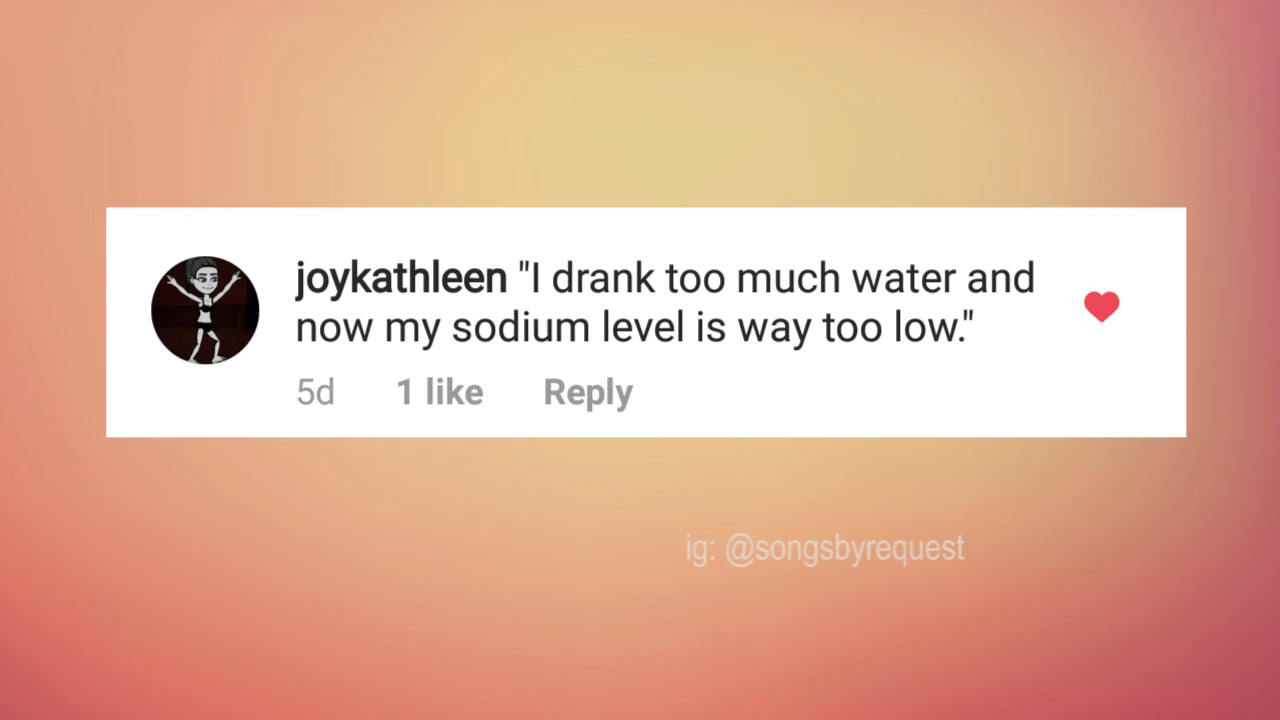 joykathleen "I drank too much water and
now my sodium level is way too low."
5d 1 like Reply
ig: @songsbyrequest